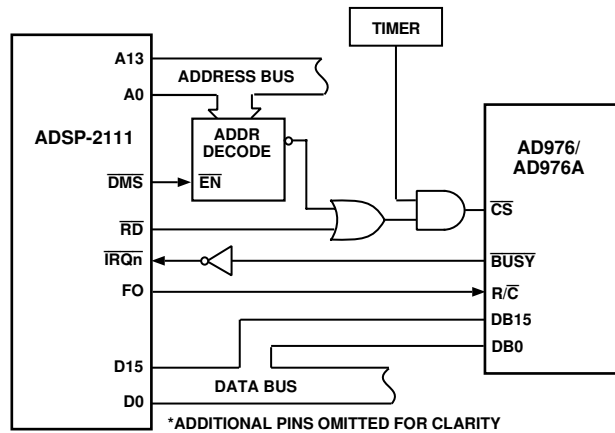 TIMER
A13
ADDRESS BUS
A0
ADSP-2111
ADDR
DECODE
AD976/
AD976A
DMS
EN
CS
RD
IRQn
BUSY
FO
R/C
DB15
D15
DB0
DATA BUS
D0
*ADDITIONAL PINS OMITTED FOR CLARITY